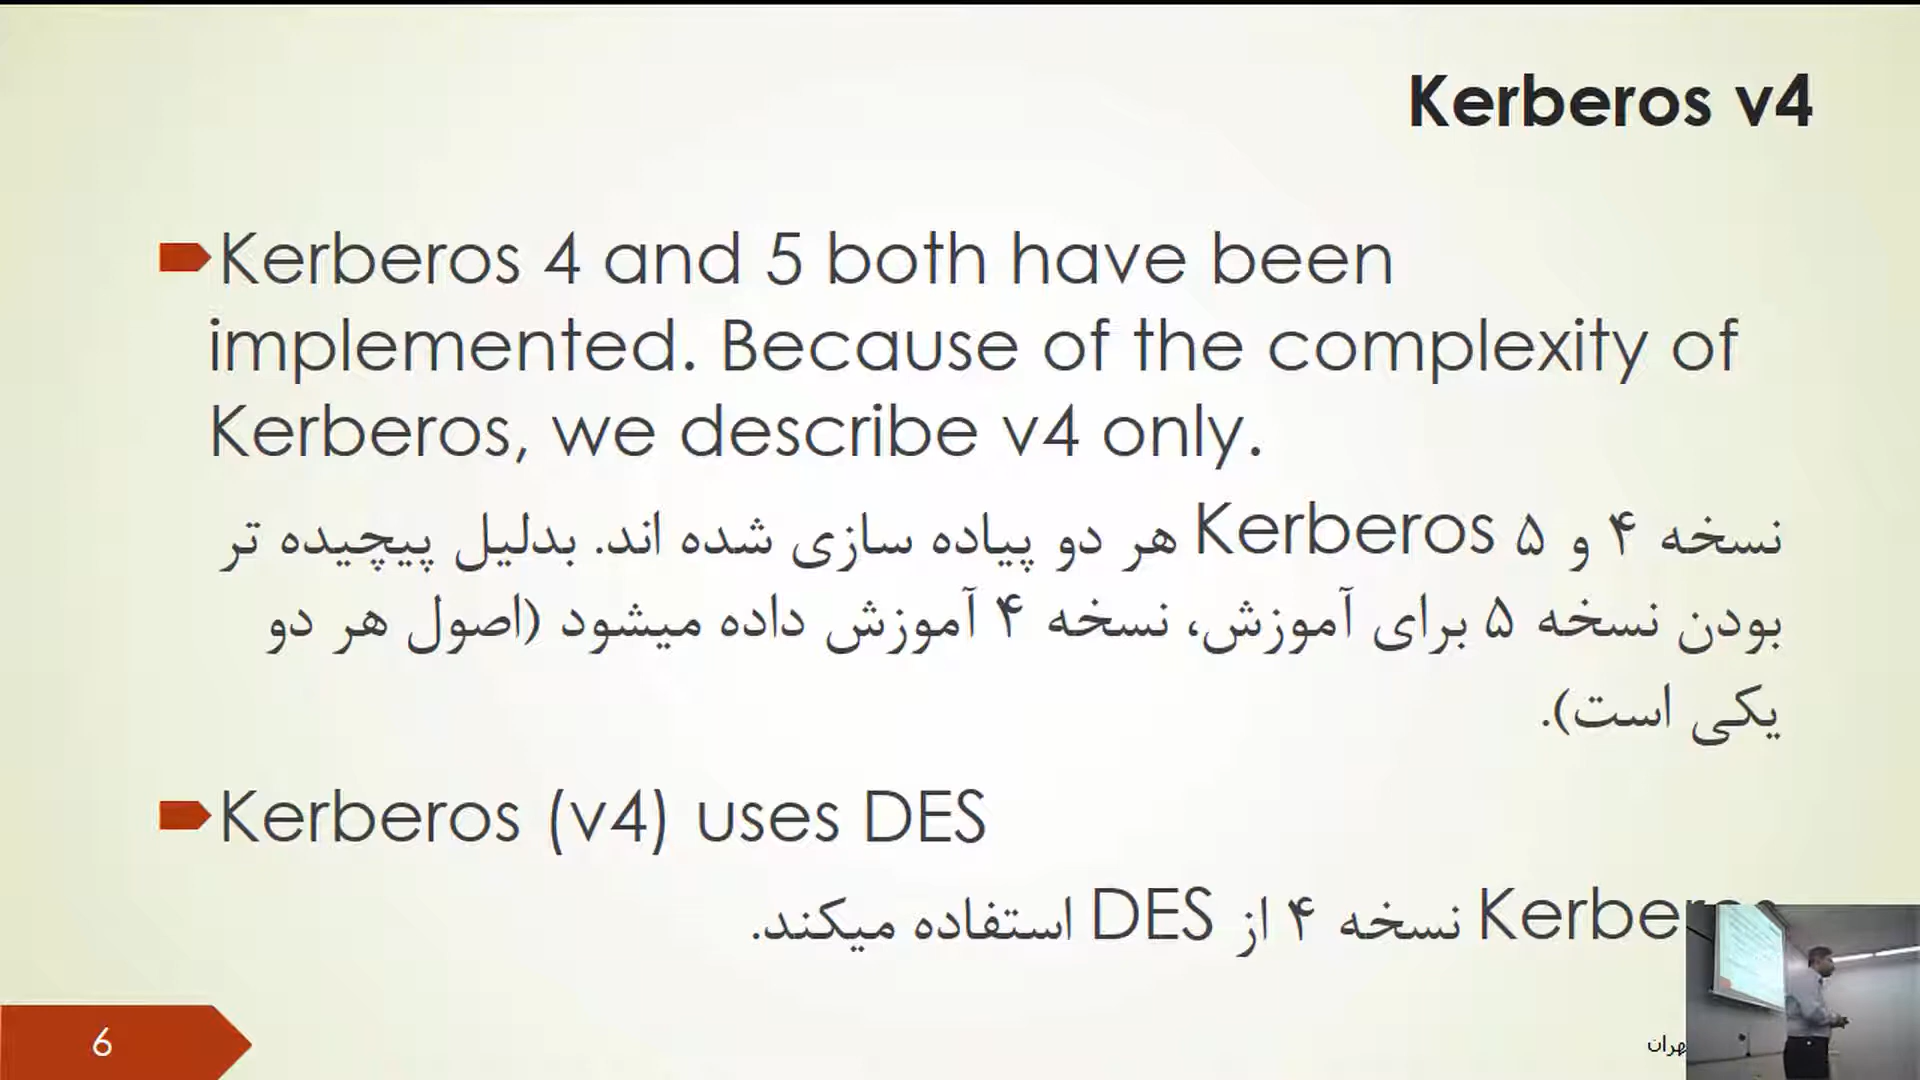 Kerberos v4
Kerberos 4 and 5 both have been
implemented. Because of the complexity of
Kerberos, we describe v4 only.
نسخه ۴ و ۵ Kerberos هر دو پیاده سازی شده اند. بدلیل پیچیده تر
بودن نسخه ۵ برای آموزش، نسخه ۴ آموزش داده میشود (اصول هر دو
یکی است).
Kerberos (v4) uses DES
نسخه ۴ از DES استفاده میکند.
6